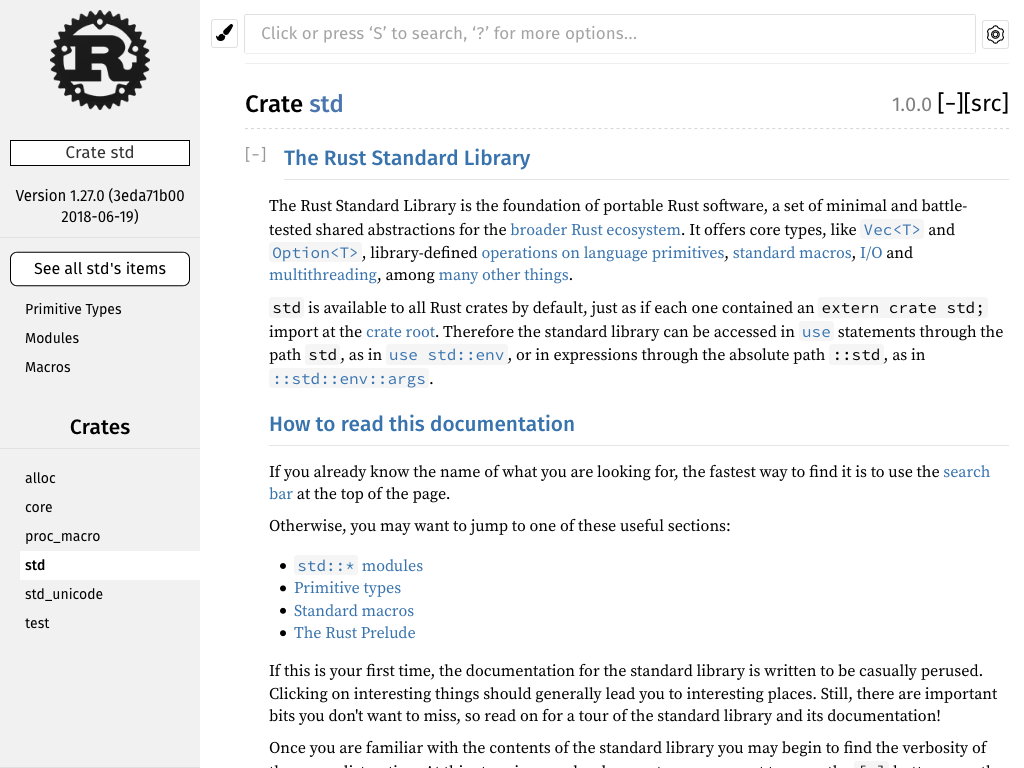 R
Crate std
Version 1.27.0 (3eda71b00
2018-06-19)
See all std's items
Primitive Types
Modules
Macros
Crates
alloc
core
proc_macro
std
std_unicode
test
Click or press ‘S’ to search, ‘?’ for more options…
Crate std
1.0.0 [−][src]
[−] The Rust Standard Library
The Rust Standard Library is the foundation of portable Rust software, a set of minimal and battle-
tested shared abstractions for the broader Rust ecosystem. It offers core types, like Vec<T> and
Option<T>, library-defined operations on language primitives, standard macros, I/O and
multithreading, among many other things.
std is available to all Rust crates by default, just as if each one contained an extern crate std;
import at the crate root. Therefore the standard library can be accessed in use statements through the
path std, as in use std::env, or in expressions through the absolute path ::std, as in
::std::env::args.
How to read this documentation
If you already know the name of what you are looking for, the fastest way to find it is to use the search
bar at the top of the page.
Otherwise, you may want to jump to one of these useful sections:
• std::* modules
• Primitive types
• Standard macros
• The Rust Prelude
If this is your first time, the documentation for the standard library is written to be casually perused.
Clicking on interesting things should generally lead you to interesting places. Still, there are important
bits you don't want to miss, so read on for a tour of the standard library and its documentation!
Once you are familiar with the contents of the standard library you may begin to find the verbosity of